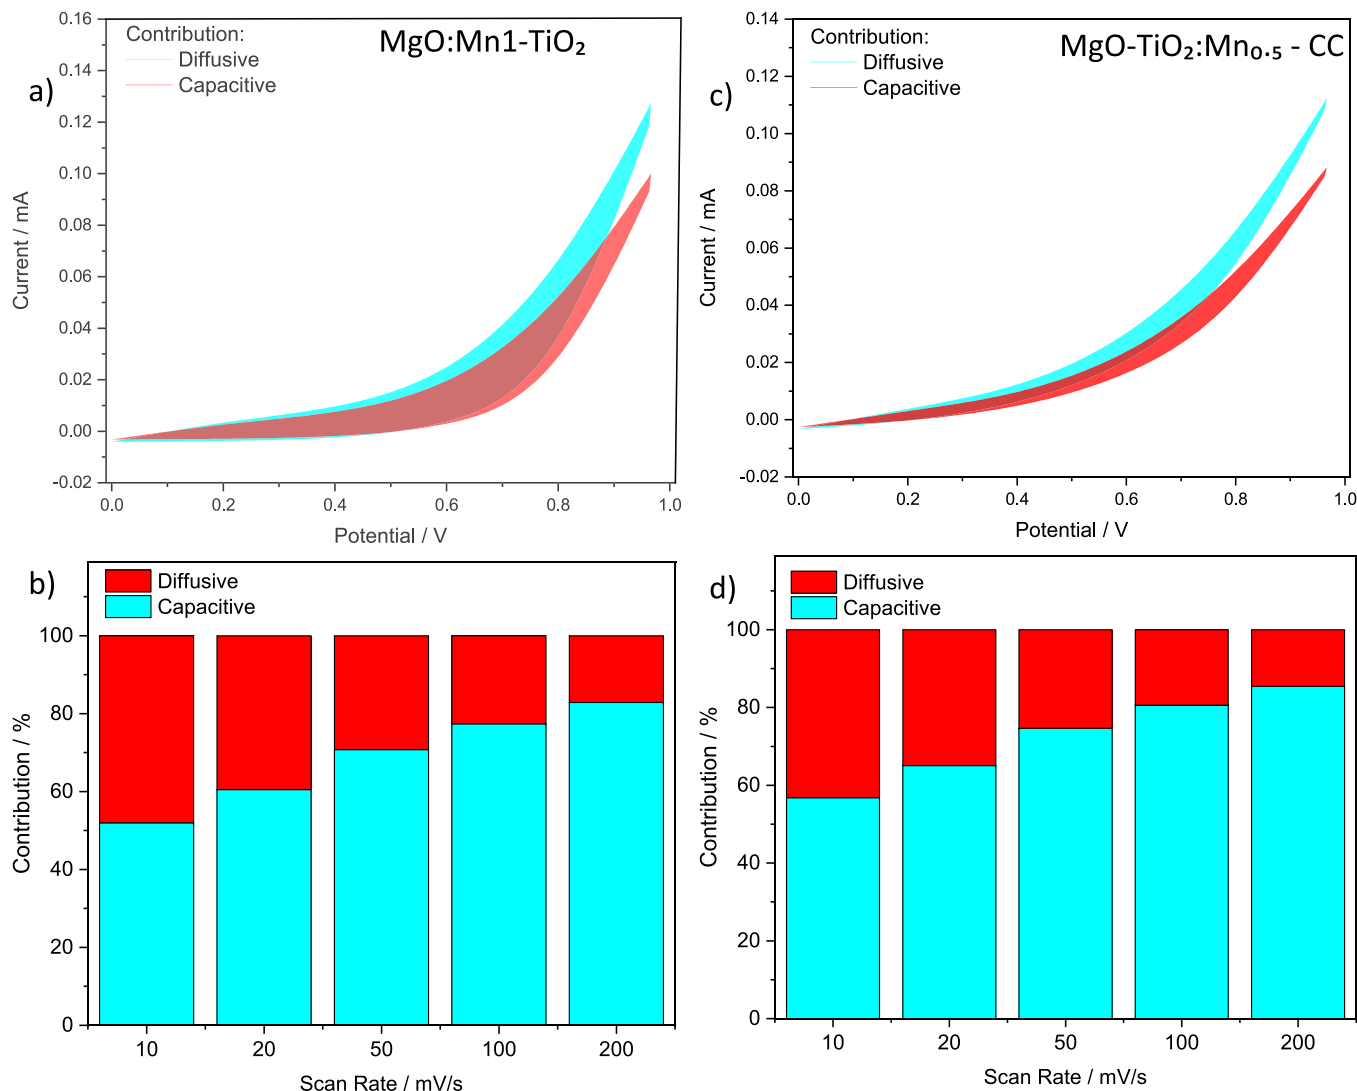 a)
MgO:Mn1-TiO₂
Contribution:
Diffusive
Capacitive
Current / mA
0.16
0.14
0.12
0.10
0.08
0.06
0.04
0.02
0.00
-0.02
0.0 0.2 0.4 0.6 0.8 1.0
Potential / V
c)
MgO-TiO₂:Mn₀.₅ - CC
Contribution:
Diffusive
Capacitive
Current / mA
0.14
0.12
0.10
0.08
0.06
0.04
0.02
0.00
-0.02
0.0 0.2 0.4 0.6 0.8 1.0
Potential / V
b)
Diffusive
Capacitive
Contribution / %
100
80
60
40
20
0
10 20 50 100 200
Scan Rate / mV/s
d)
Diffusive
Capacitive
Contribution / %
100
80
60
40
20
0
10 20 50 100 200
Scan Rate / mV/s